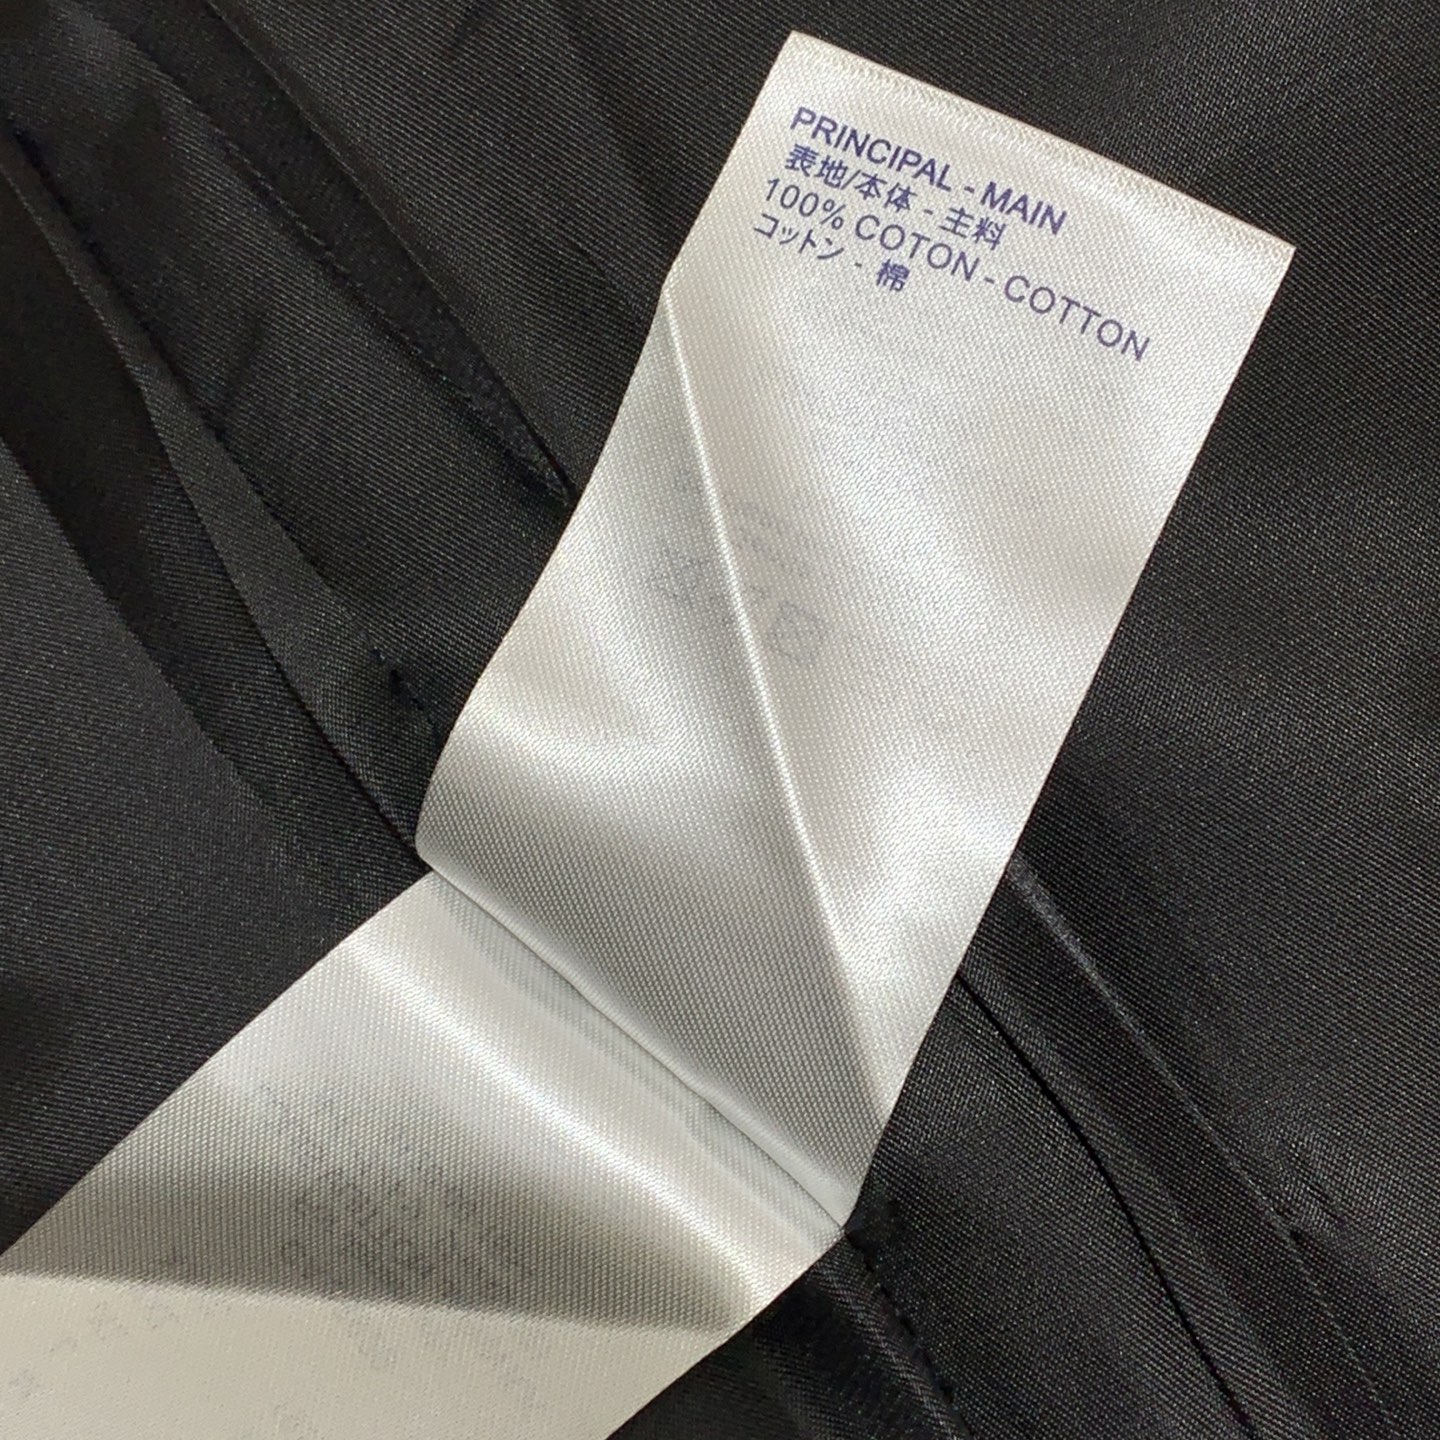 PRINCIPAL - MAIN
表地/本体 - 主料
100% COTON - COTTON
コットン - 棉